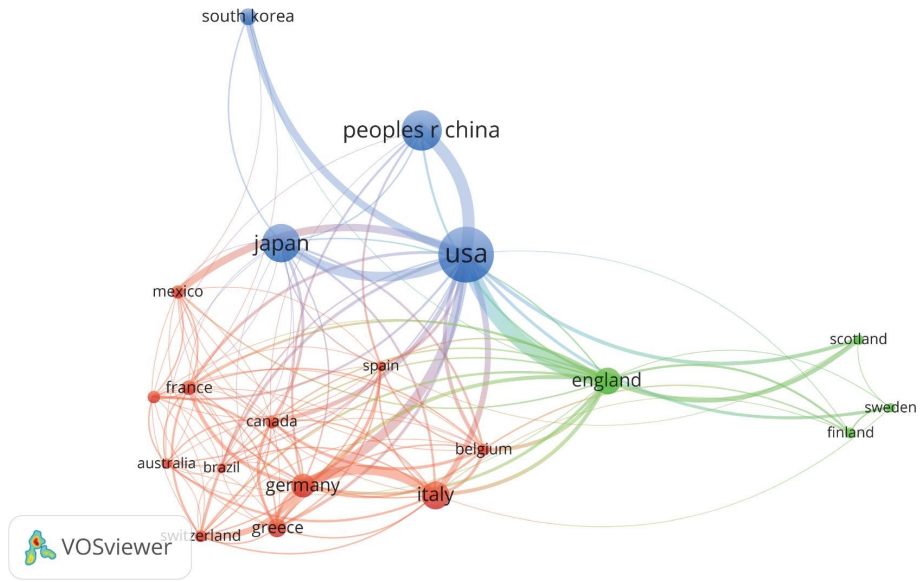 south korea
peoples r china
japan
usa
mexico
scotland
spain
england
france
sweden
canada
finland
belgium
australia
brazil
germany
italy
greece
switzerland
VOSviewer